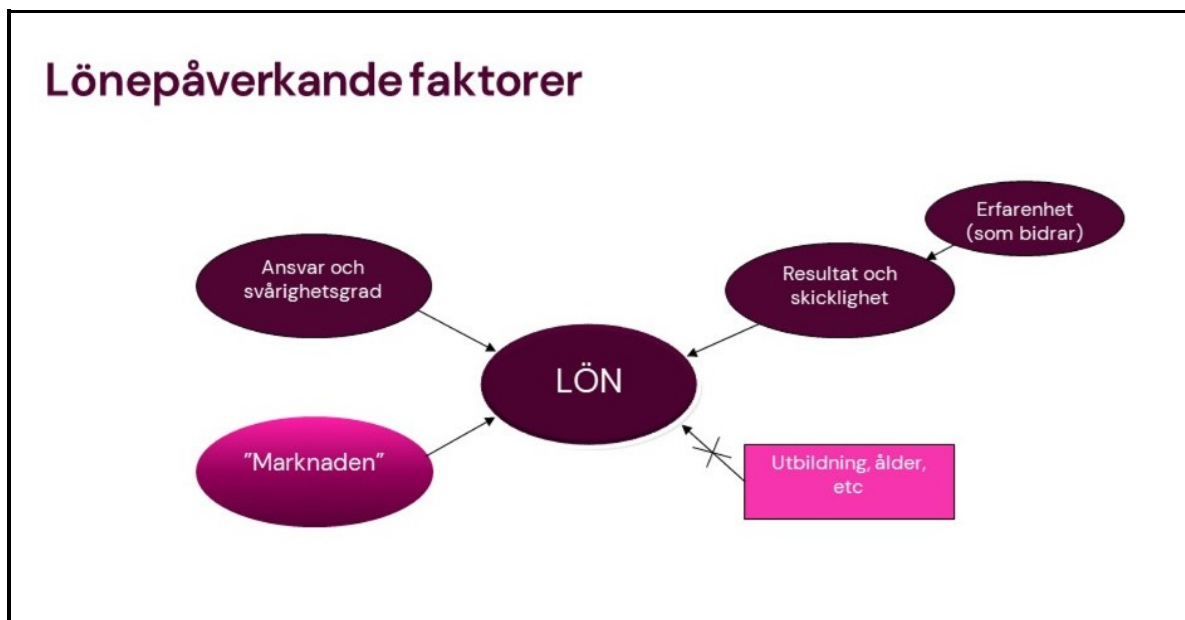 Lönepåverkande faktorer
Erfarenhet
(som bidrar)
Ansvar och
svårighetsgrad
Resultat och
skicklighet
LÖN
”Marknaden”
Utbildning, ålder,
etc